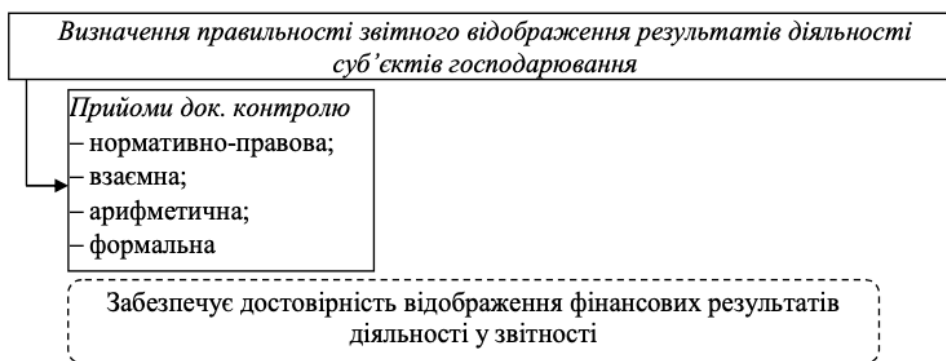 Визначення правильності звітного відображення результатів діяльності
суб’єктів господарювання
Прийоми док. контролю
– нормативно-правова;
– взаємна;
– арифметична;
– формальна
Забезпечує достовірність відображення фінансових результатів
діяльності у звітності